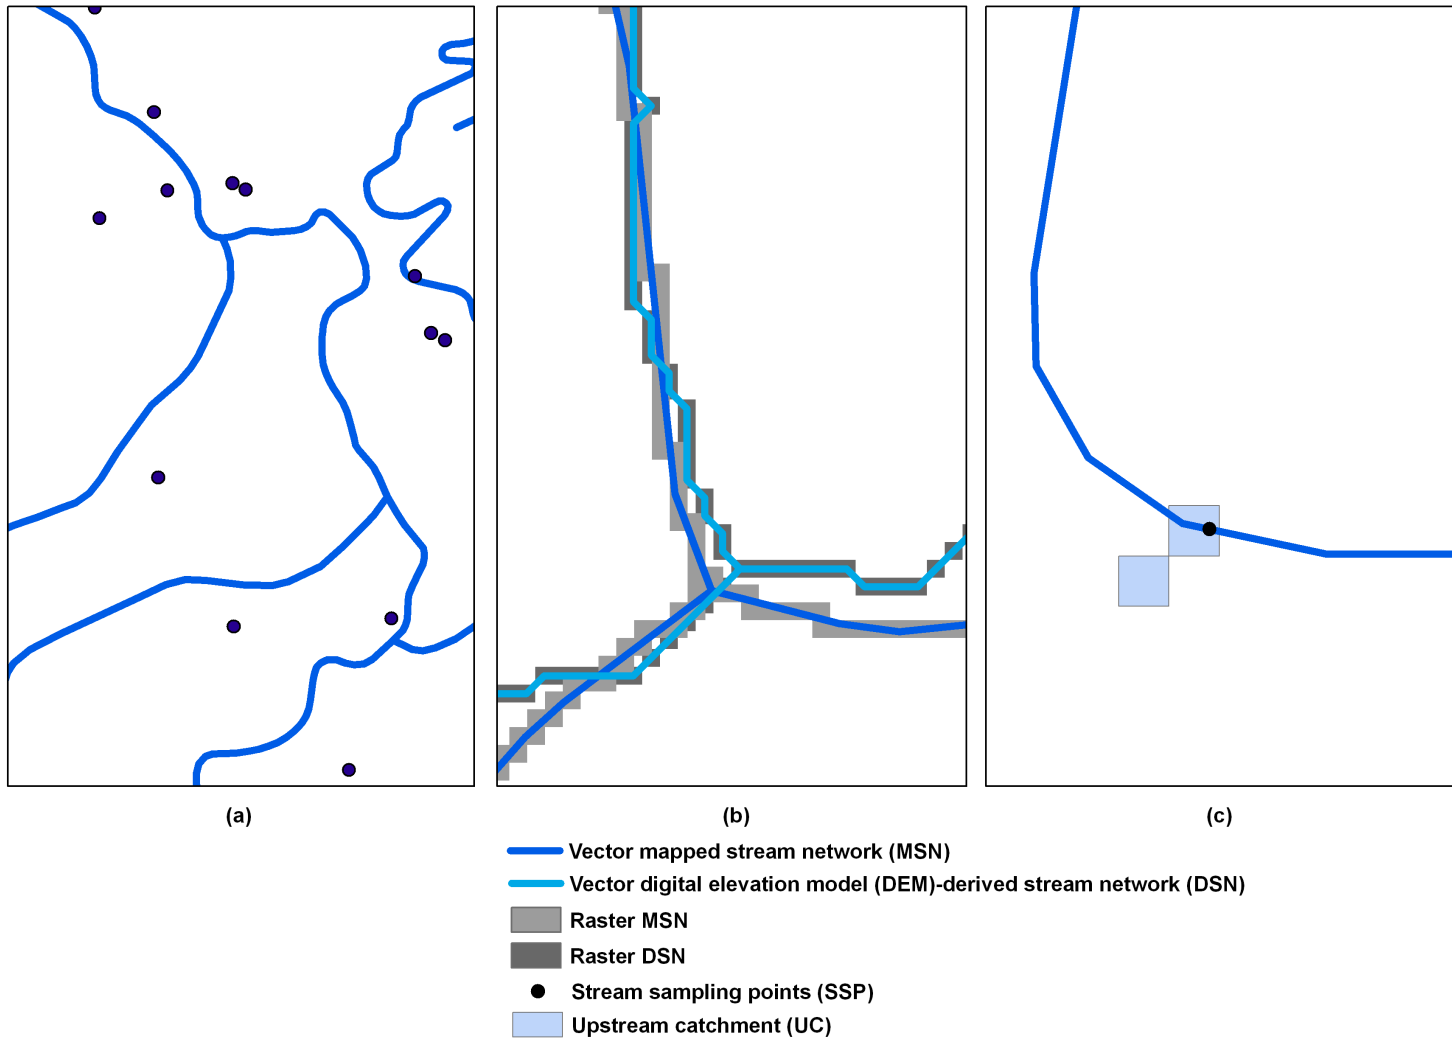 (a) (b) (c)
Vector mapped stream network (MSN)
Vector digital elevation model (DEM)-derived stream network (DSN)
Raster MSN
Raster DSN
Stream sampling points (SSP)
Upstream catchment (UC)